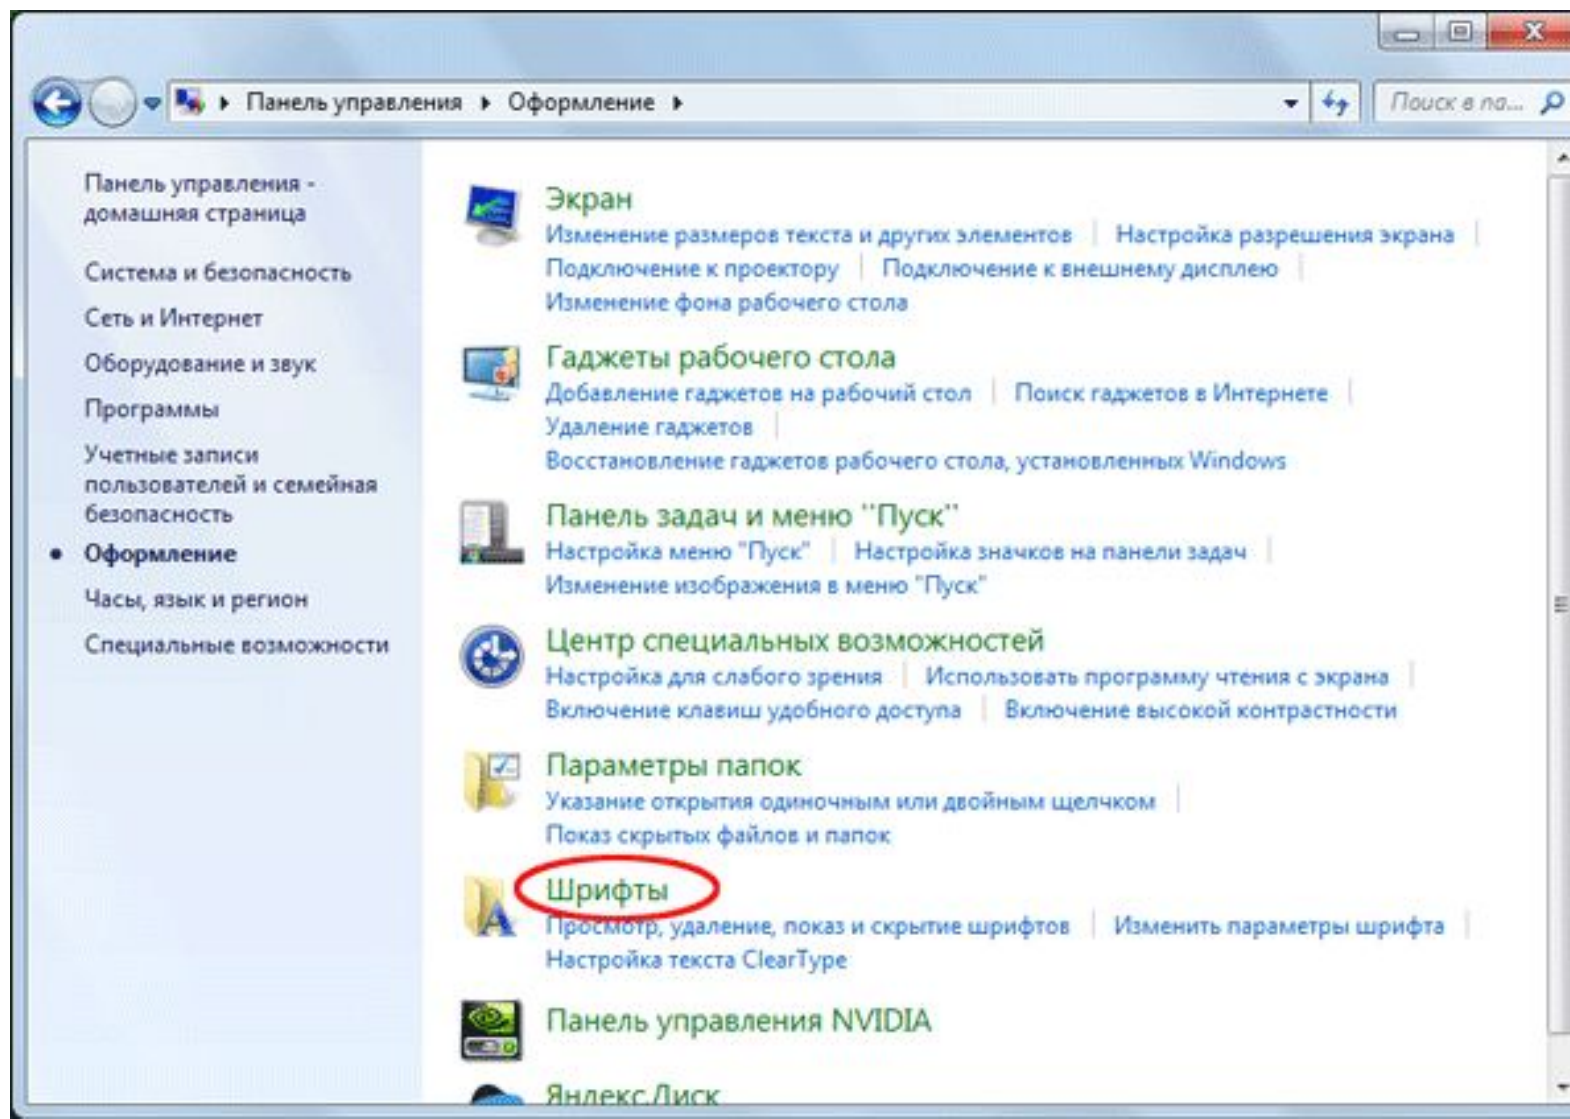 Панель управления ▸ Оформление ▸
Поиск в па...
Панель управления -
домашняя страница
Система и безопасность
Сеть и Интернет
Оборудование и звук
Программы
Учетные записи
пользователей и семейная
безопасность
Оформление
Часы, язык и регион
Специальные возможности
Экран
Изменение размеров текста и других элементов | Настройка разрешения экрана
Подключение к проектору | Подключение к внешнему дисплею
Изменение фона рабочего стола
Гаджеты рабочего стола
Добавление гаджетов на рабочий стол | Поиск гаджетов в Интернете
Удаление гаджетов
Восстановление гаджетов рабочего стола, установленных Windows
Панель задач и меню ''Пуск''
Настройка меню "Пуск" | Настройка значков на панели задач
Изменение изображения в меню "Пуск"
Центр специальных возможностей
Настройка для слабого зрения | Использовать программу чтения с экрана
Включение клавиш удобного доступа | Включение высокой контрастности
Параметры папок
Указание открытия одиночным или двойным щелчком
Показ скрытых файлов и папок
Шрифты
Просмотр, удаление, показ и скрытие шрифтов | Изменить параметры шрифта
Настройка текста ClearType
Панель управления NVIDIA
Яндекс.Диск